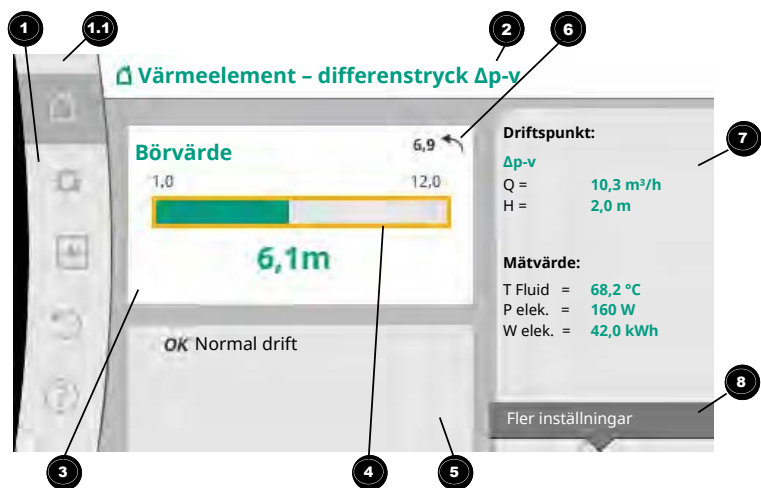 1
1.1
2
6
Värmeelement – differenstryck Δp-v
Börvärde
6,9
1,0
12,0
6,1m
OK Normal drift
Driftspunkt:
Δp-v
Q = 10,3 m³/h
H = 2,0 m
Mätvärde:
T Fluid = 68,2 °C
P elek. = 160 W
W elek. = 42,0 kWh
Fler inställningar
7
8
3
4
5